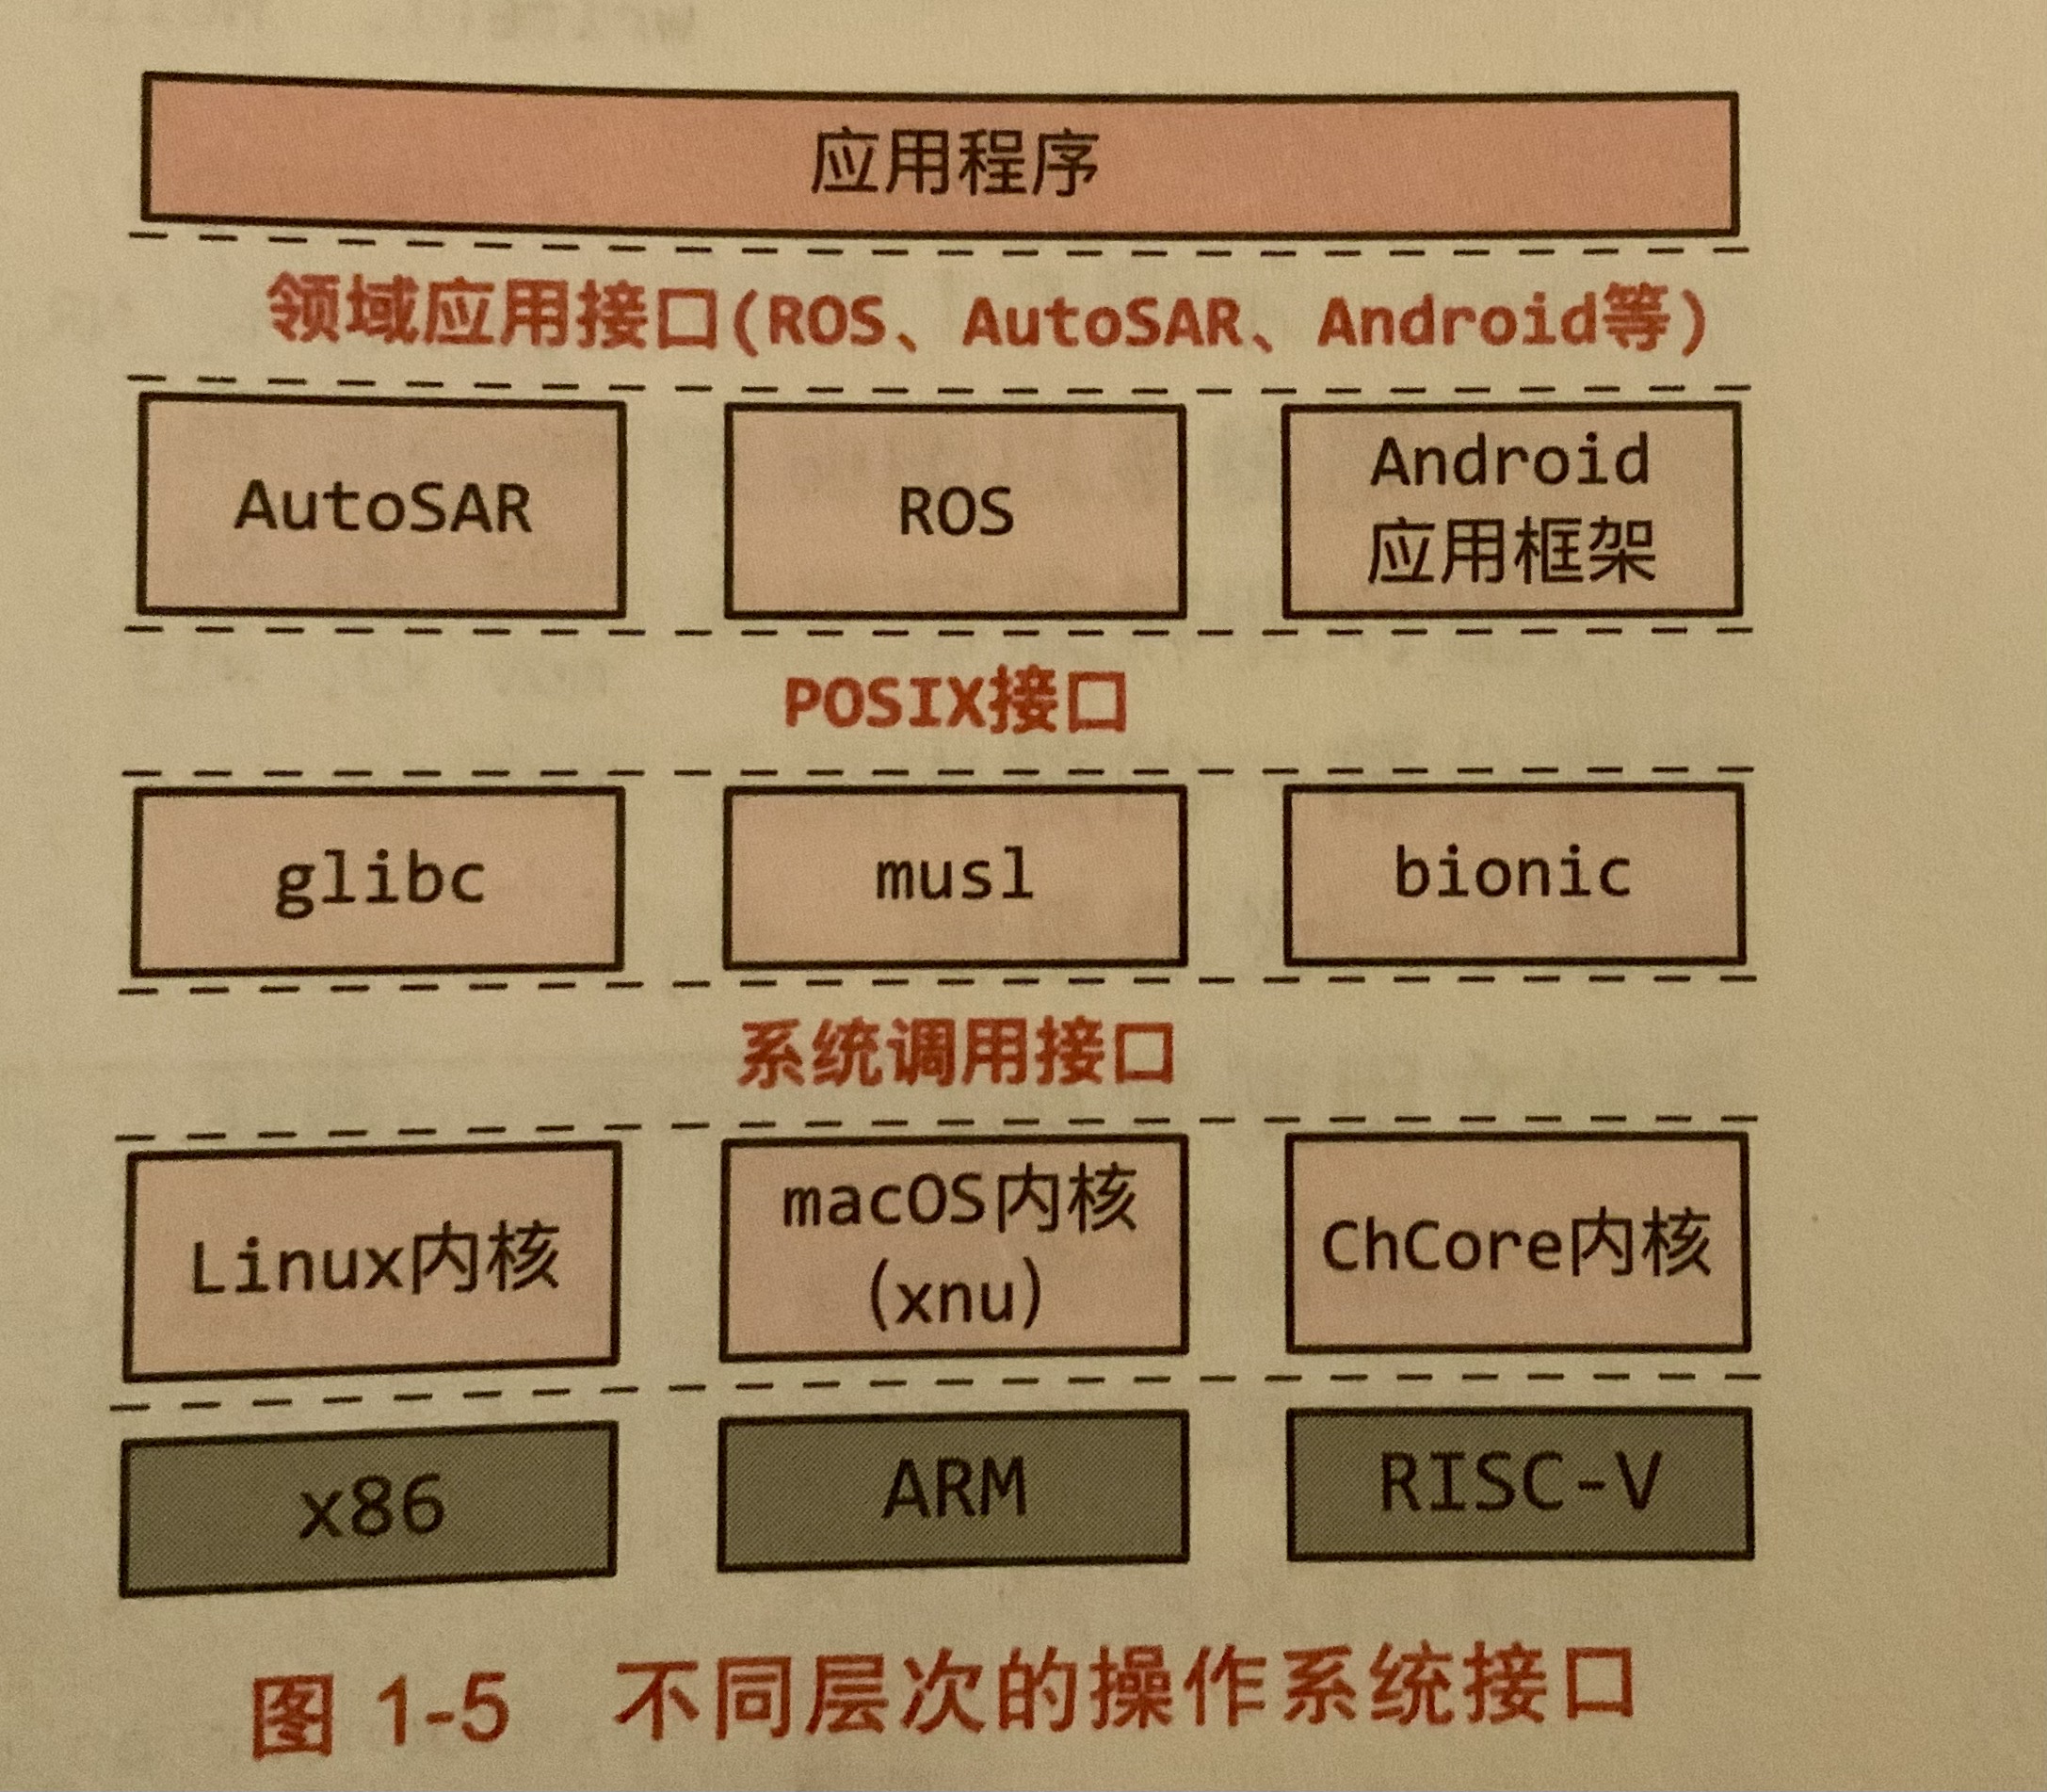 应用程序
领域应用接口(ROS、AutoSAR、Android等)
AutoSAR
ROS
Android
应用框架
POSIX接口
glibc
musl
bionic
系统调用接口
Linux内核
macOS内核
(xnu)
ChCore内核
x86
ARM
RISC-V
图 1-5 不同层次的操作系统接口